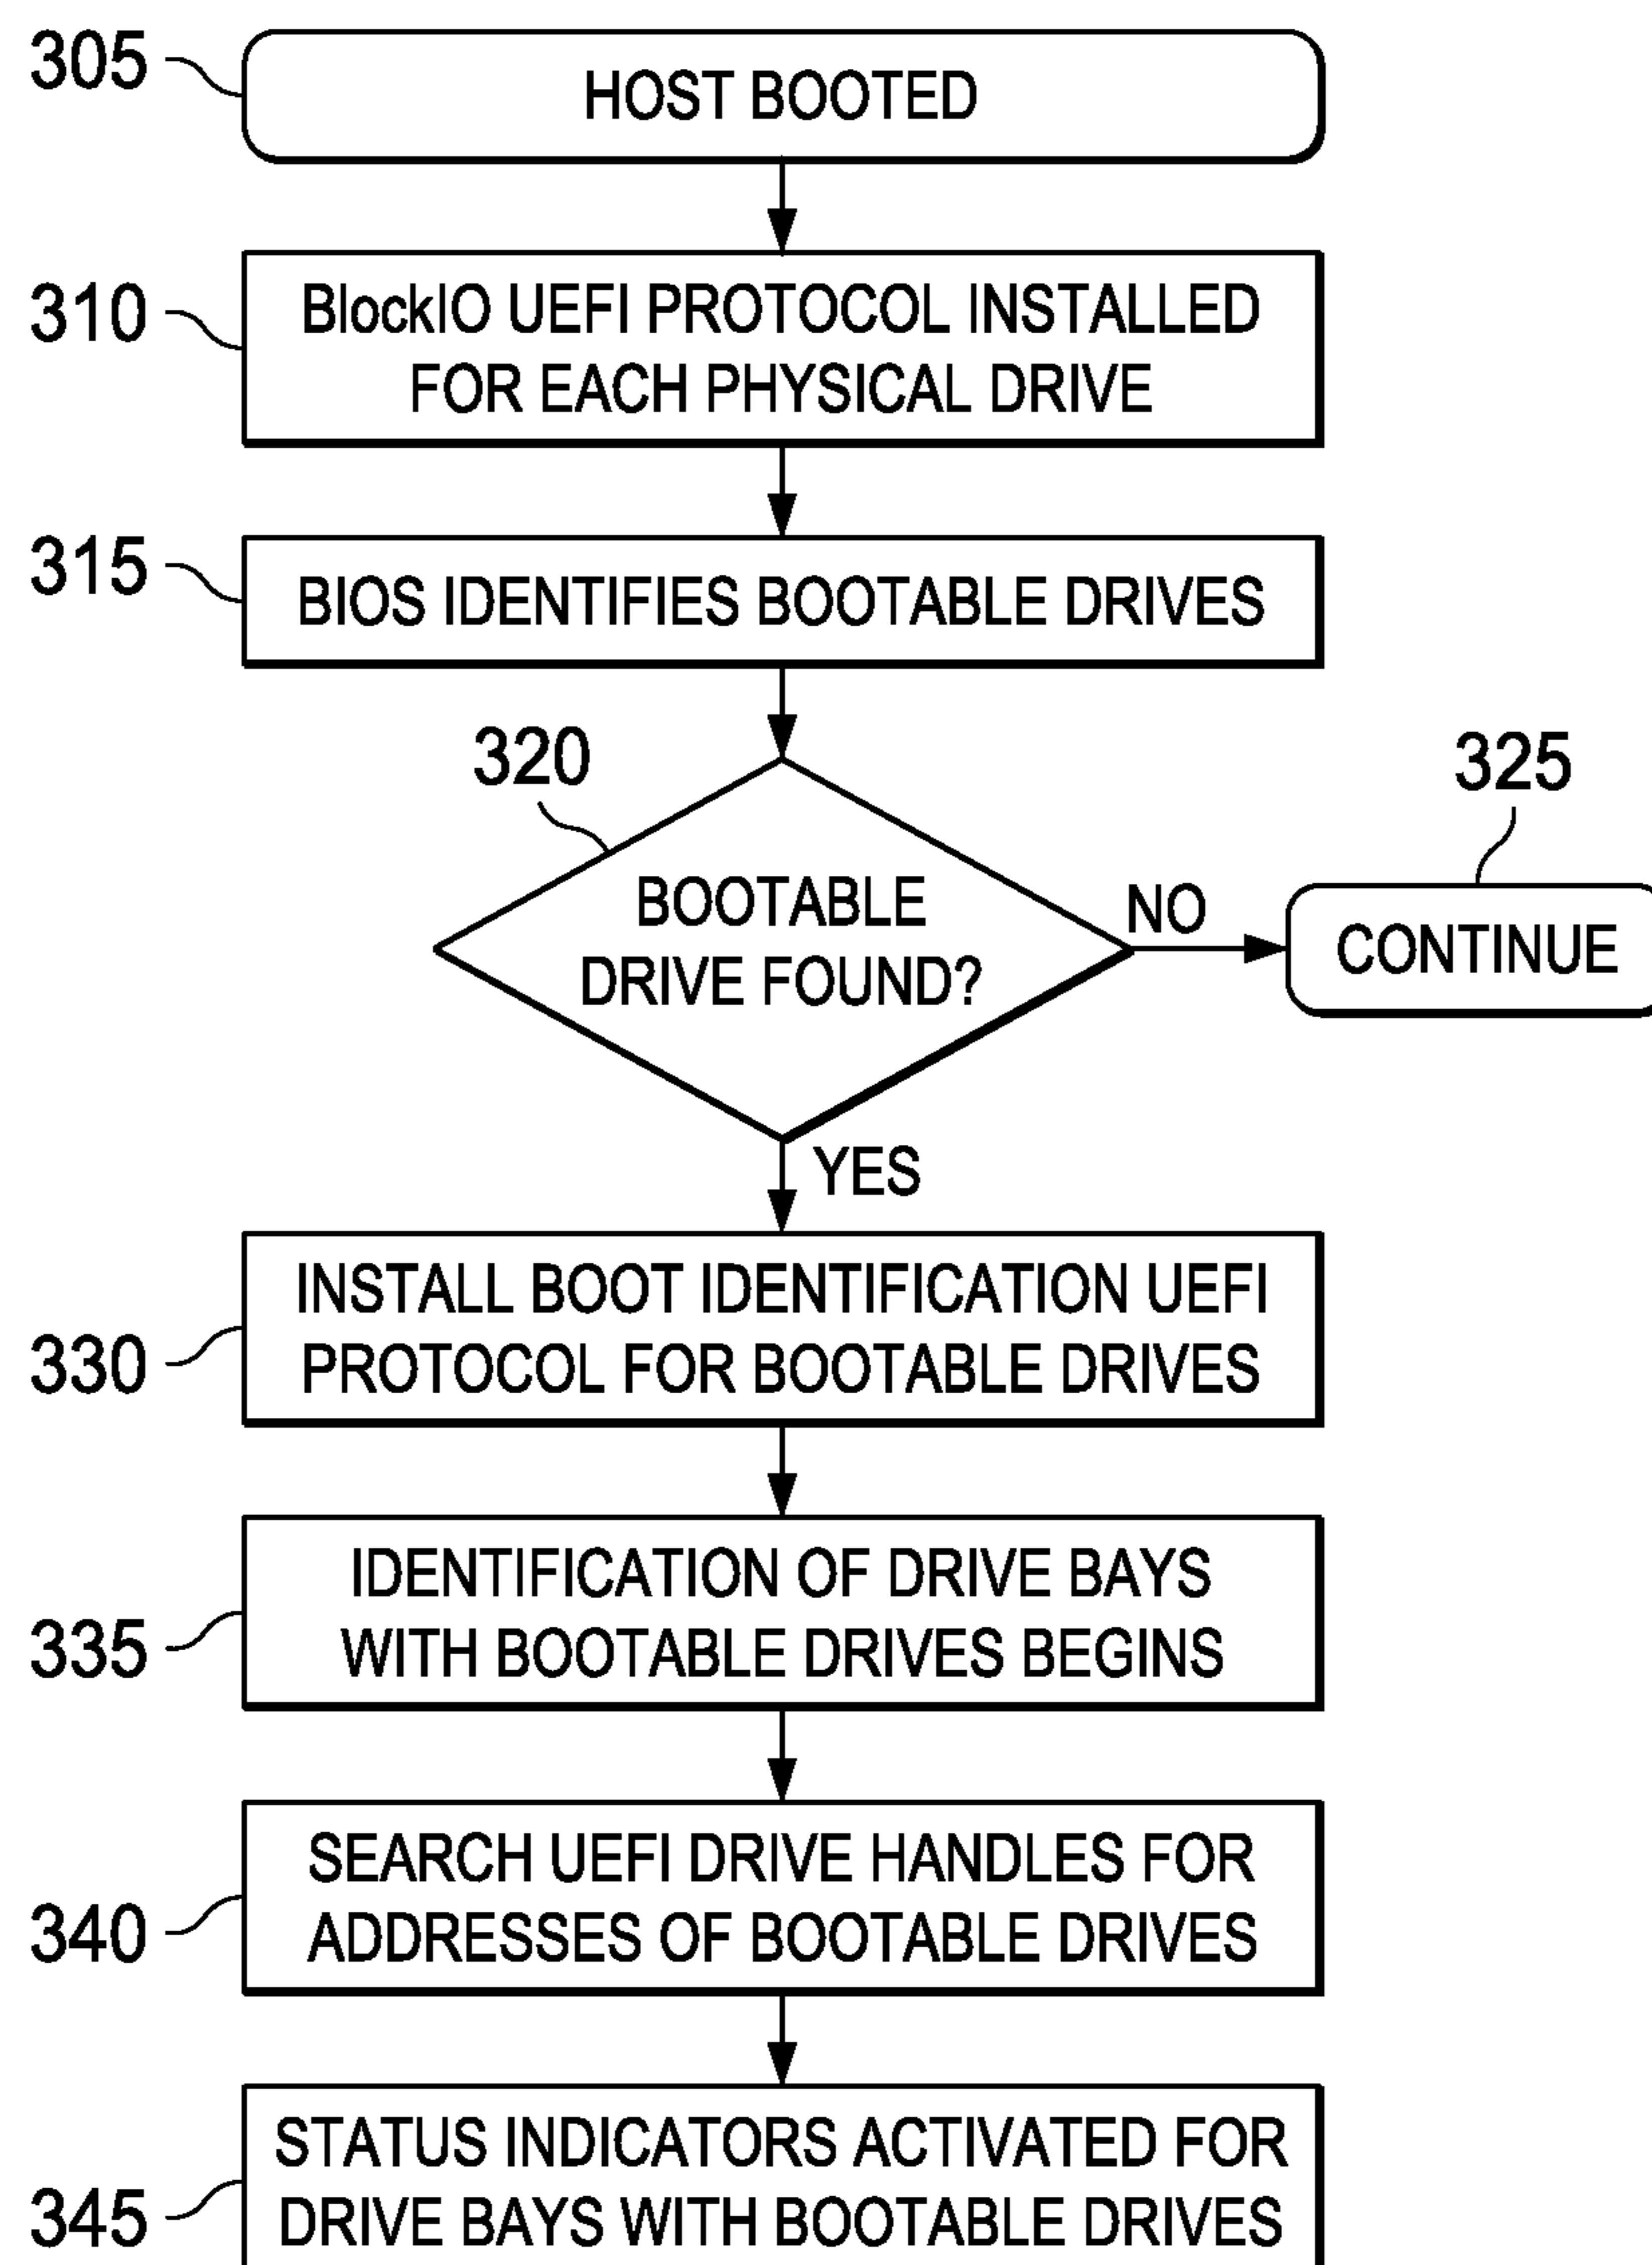 305
HOST BOOTED
310
BlockIO UEFI PROTOCOL INSTALLED
FOR EACH PHYSICAL DRIVE
315
BIOS IDENTIFIES BOOTABLE DRIVES
320
325
BOOTABLE
DRIVE FOUND?
NO
CONTINUE
YES
330
INSTALL BOOT IDENTIFICATION UEFI
PROTOCOL FOR BOOTABLE DRIVES
335
IDENTIFICATION OF DRIVE BAYS
WITH BOOTABLE DRIVES BEGINS
340
SEARCH UEFI DRIVE HANDLES FOR
ADDRESSES OF BOOTABLE DRIVES
345
STATUS INDICATORS ACTIVATED FOR
DRIVE BAYS WITH BOOTABLE DRIVES